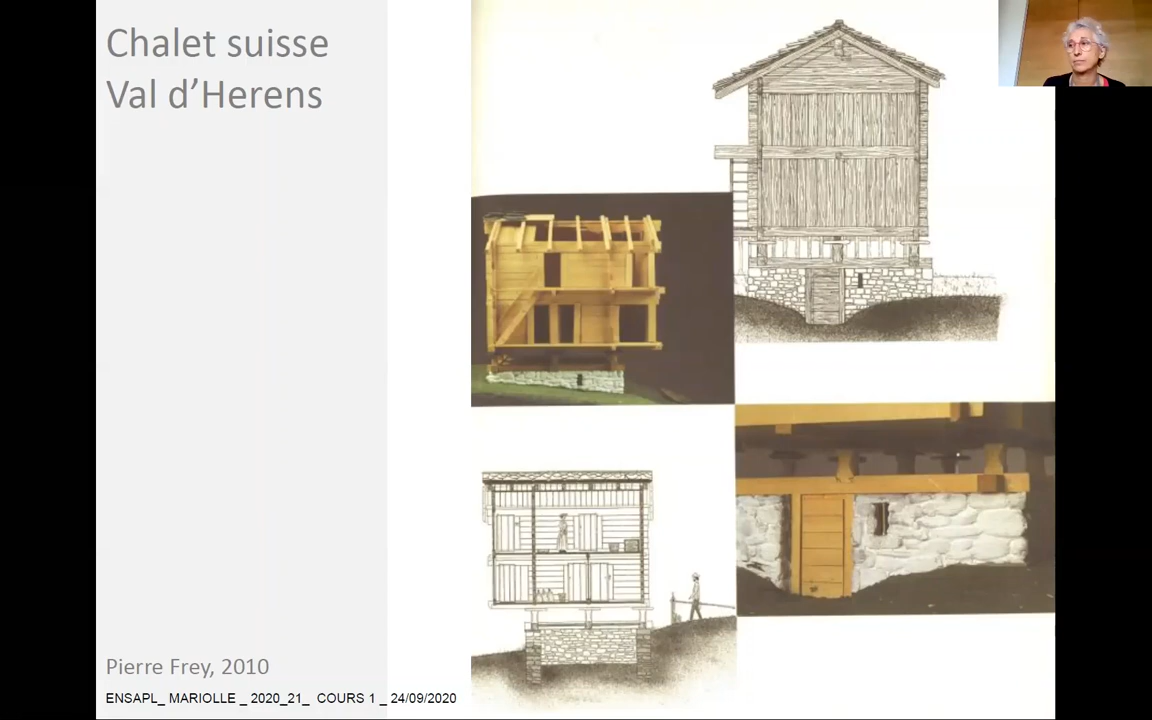 Chalet suisse
Val d’Herens
Pierre Frey, 2010
ENSAPL_ MARIOLLE _ 2020_21_ COURS 1 _ 24/09/2020